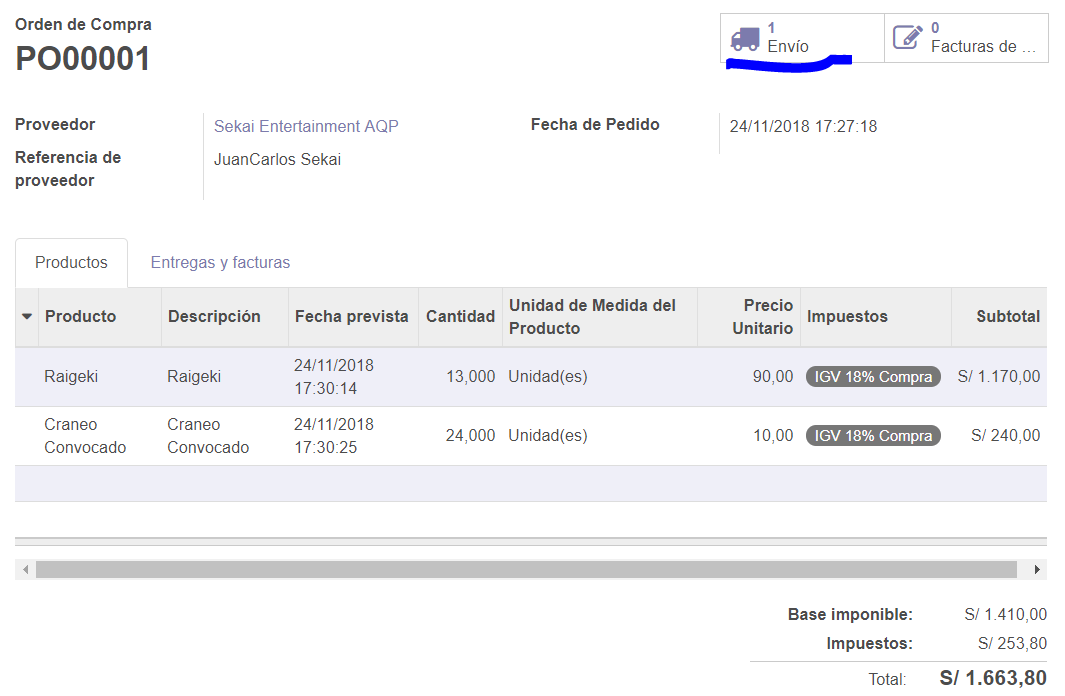 Orden de Compra
PO00001
1
Envío
0
Facturas de ...
Proveedor
Sekai Entertainment AQP
Fecha de Pedido
24/11/2018 17:27:18
Referencia de
proveedor
JuanCarlos Sekai
Productos
Entregas y facturas
Producto
Descripción
Fecha prevista
Cantidad
Unidad de Medida del
Producto
Precio
Unitario
Impuestos
Subtotal
Raigeki
Raigeki
24/11/2018
17:30:14
13,000
Unidad(es)
90,00
IGV 18% Compra
S/ 1.170,00
Craneo
Convocado
Craneo
Convocado
24/11/2018
17:30:25
24,000
Unidad(es)
10,00
IGV 18% Compra
S/ 240,00
Base imponible: S/ 1.410,00
Impuestos: S/ 253,80
Total: S/ 1.663,80